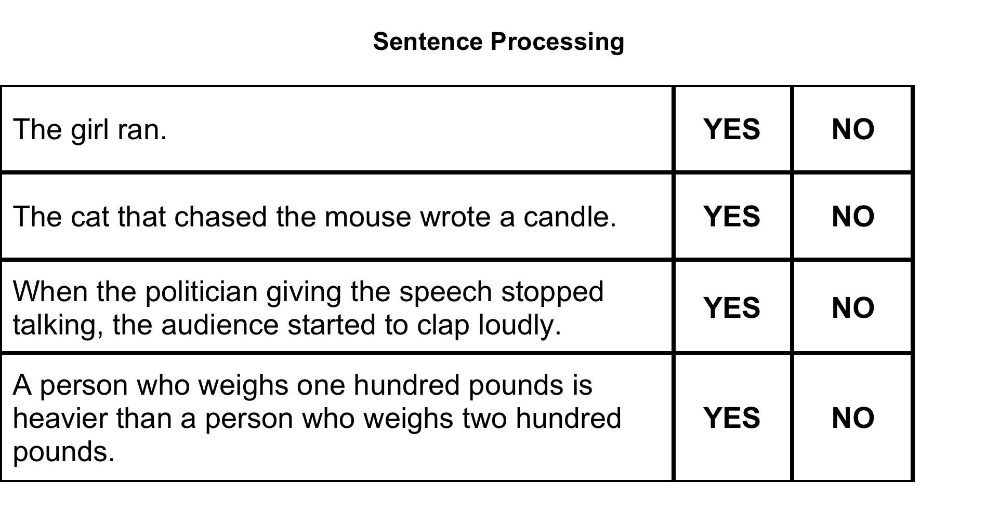 Sentence Processing
The girl ran. YES NO
The cat that chased the mouse wrote a candle. YES NO
When the politician giving the speech stopped
talking, the audience started to clap loudly.
YES NO
A person who weighs one hundred pounds is
heavier than a person who weighs two hundred
pounds.
YES NO